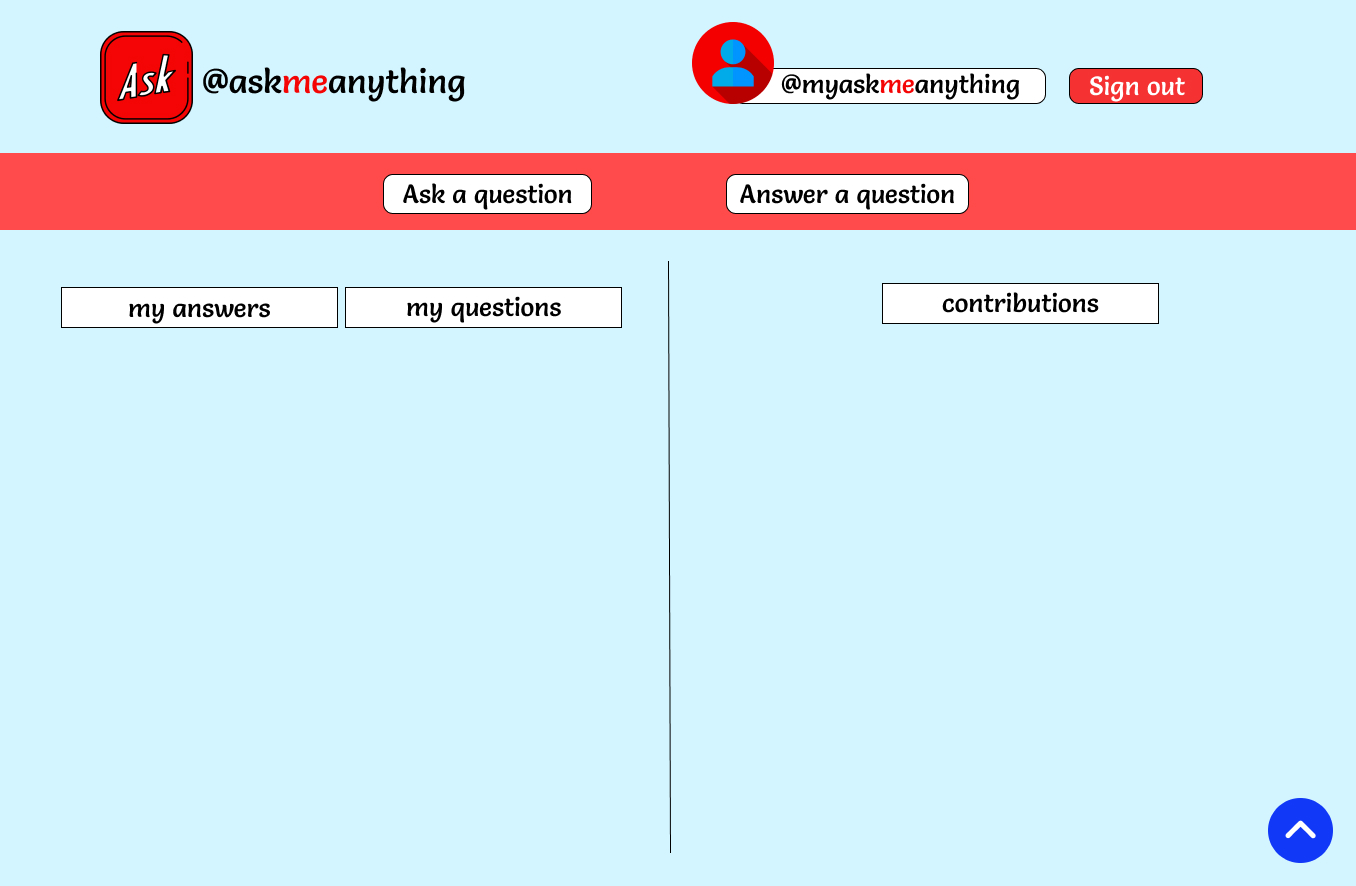 Ask
@askmeanything
@myaskmeanything
Sign out
Ask a question
Answer a question
my answers
my questions
contributions